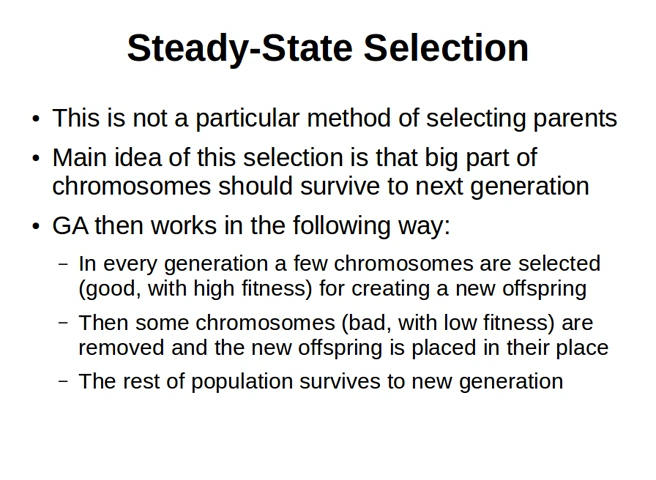 Steady-State Selection
• This is not a particular method of selecting parents
• Main idea of this selection is that big part of
chromosomes should survive to next generation
• GA then works in the following way:
– In every generation a few chromosomes are selected
(good, with high fitness) for creating a new offspring
– Then some chromosomes (bad, with low fitness) are
removed and the new offspring is placed in their place
– The rest of population survives to new generation